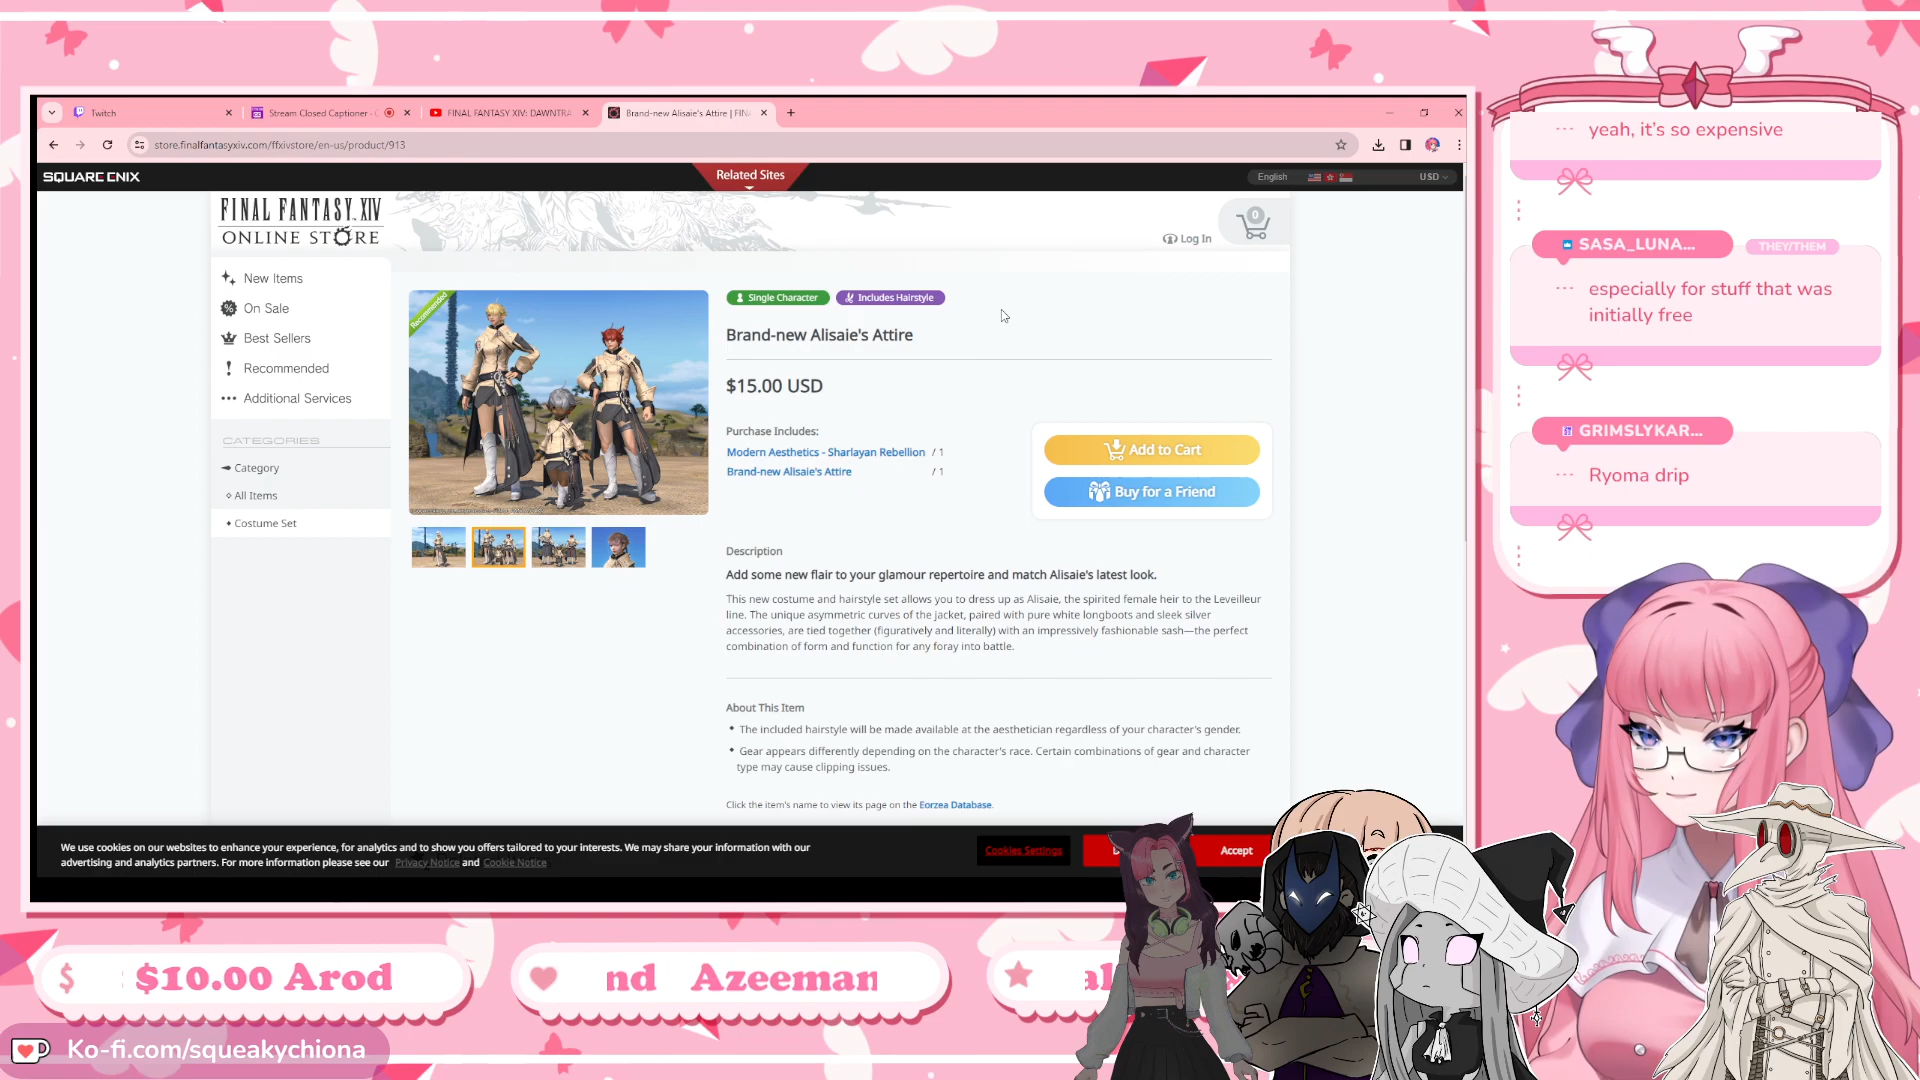 Twitch
Stream Closed Captioner - C
FINAL FANTASY XIV: DAWNTRA
Brand-new Alisaie's Attire | FIN
store.finalfantasyxiv.com/ffxivstore/en-us/product/913
SQUARE ENIX
Related Sites
English
USD
FINAL FANTASY XIV
ONLINE STORE
Log In
0
New Items
On Sale
Best Sellers
Recommended
Additional Services
CATEGORIES
Category
All Items
Costume Set
Recommended
Single Character
Includes Hairstyle
Brand-new Alisaie's Attire
$15.00 USD
Purchase Includes:
Modern Aesthetics - Sharlayan Rebellion / 1
Brand-new Alisaie's Attire / 1
Add to Cart
Buy for a Friend
Description
Add some new flair to your glamour repertoire and match Alisaie's latest look.
This new costume and hairstyle set allows you to dress up as Alisaie, the spirited female heir to the Leveilleur
line. The unique asymmetric curves of the jacket, paired with pure white longboots and sleek silver
accessories, are tied together (figuratively and literally) with an impressively fashionable sash—the perfect
combination of form and function for any foray into battle.
About This Item
The included hairstyle will be made available at the aesthetician regardless of your character's gender.
Gear appears differently depending on the character's race. Certain combinations of gear and character
type may cause clipping issues.
Click the item's name to view its page on the Eorzea Database.
We use cookies on our websites to enhance your experience, for analytics and to show you offers tailored to your interests. We may share your information with our
advertising and analytics partners. For more information please see our Privacy Notice and Cookie Notice
Cookies Settings
D
Accept
yeah, it's so expensive
SASA_LUNA...
THEY/THEM
especially for stuff that was
initially free
GRIMSLYKAR...
Ryoma drip
$ $10.00 Arod
nd Azeeman
al
Ko-fi.com/squeakychiona